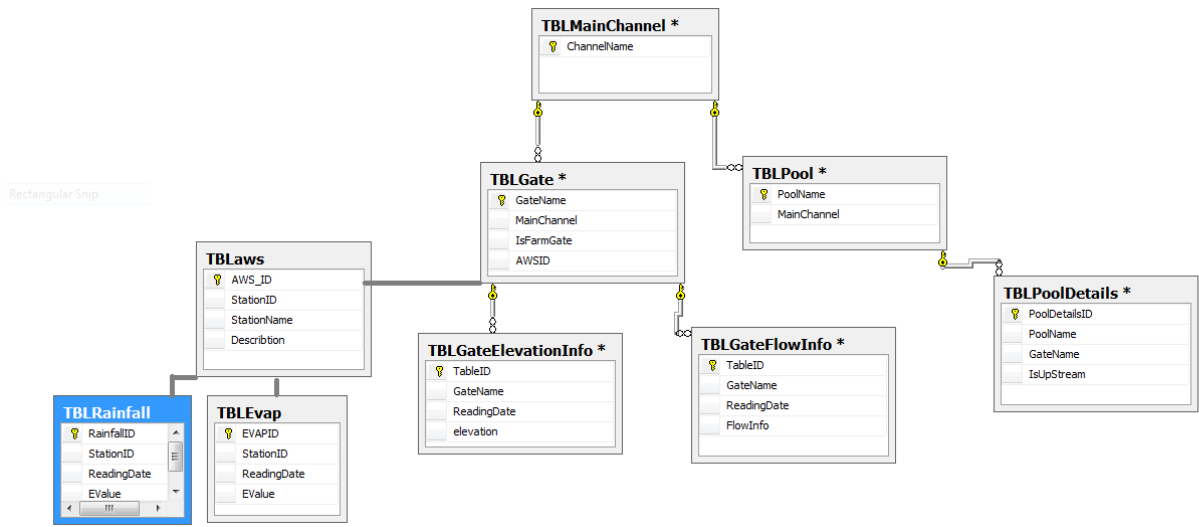 TBLMainChannel *
ChannelName
Rectangular Snip
TBLGate *
GateName
MainChannel
IsFarmGate
AWSID
TBLPool *
PoolName
MainChannel
TBLaws
AWS_ID
StationID
StationName
Describtion
TBLPoolDetails *
PoolDetailsID
PoolName
GateName
IsUpStream
TBLGateElevationInfo *
TableID
GateName
ReadingDate
elevation
TBLGateFlowInfo *
TableID
GateName
ReadingDate
FlowInfo
TBLRainfall
RainfallID
StationID
ReadingDate
EValue
TBLEvap
EVAPID
StationID
ReadingDate
EValue